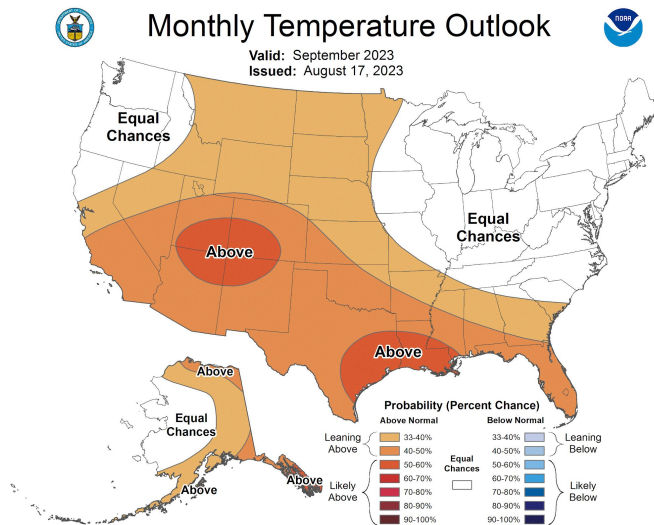 Monthly Temperature Outlook
NOAA
Valid: September 2023
Issued: August 17, 2023
Equal
Chances
Equal
Chances
Above
Above
Above
Equal
Chances
Above
Above
Probability (Percent Chance)
Above Normal
Below Normal
Leaning
Above
33-40%
40-50%
Likely
Above
50-60%
60-70%
70-80%
80-90%
90-100%
Equal
Chances
33-40%
40-50%
Leaning
Below
50-60%
60-70%
70-80%
80-90%
90-100%
Likely
Below